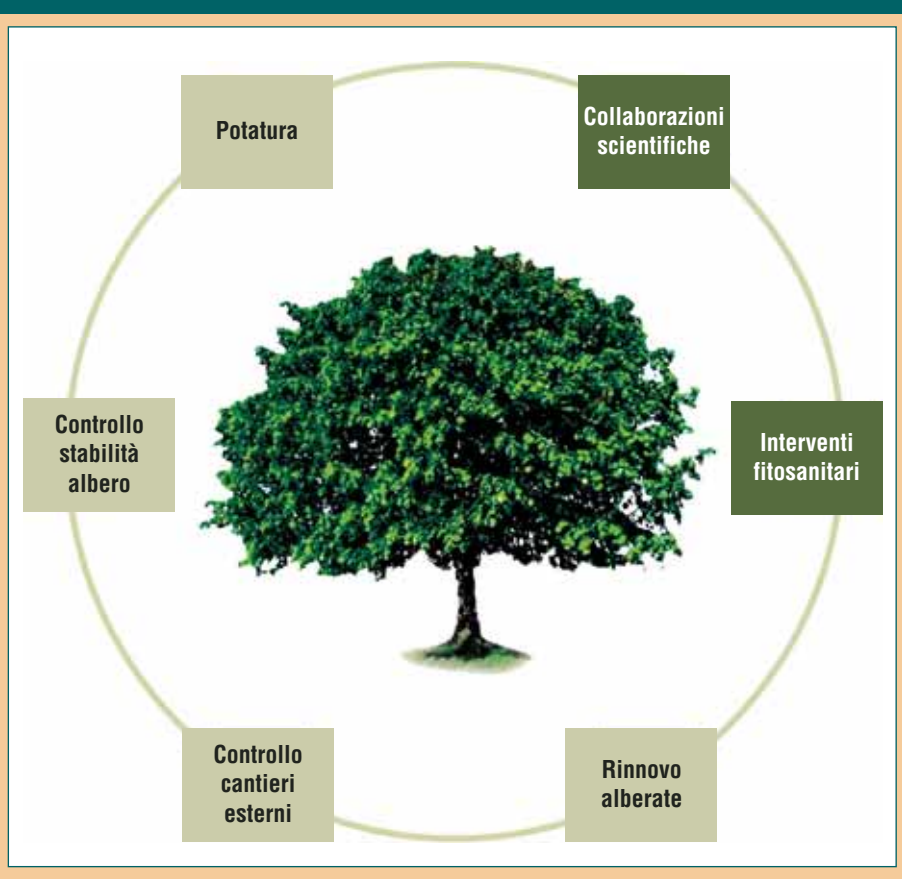 Potatura
Collaborazioni
scientifiche
Controllo
stabilità
albero
Interventi
fitosanitari
Controllo
cantieri
esterni
Rinnovo
alberate